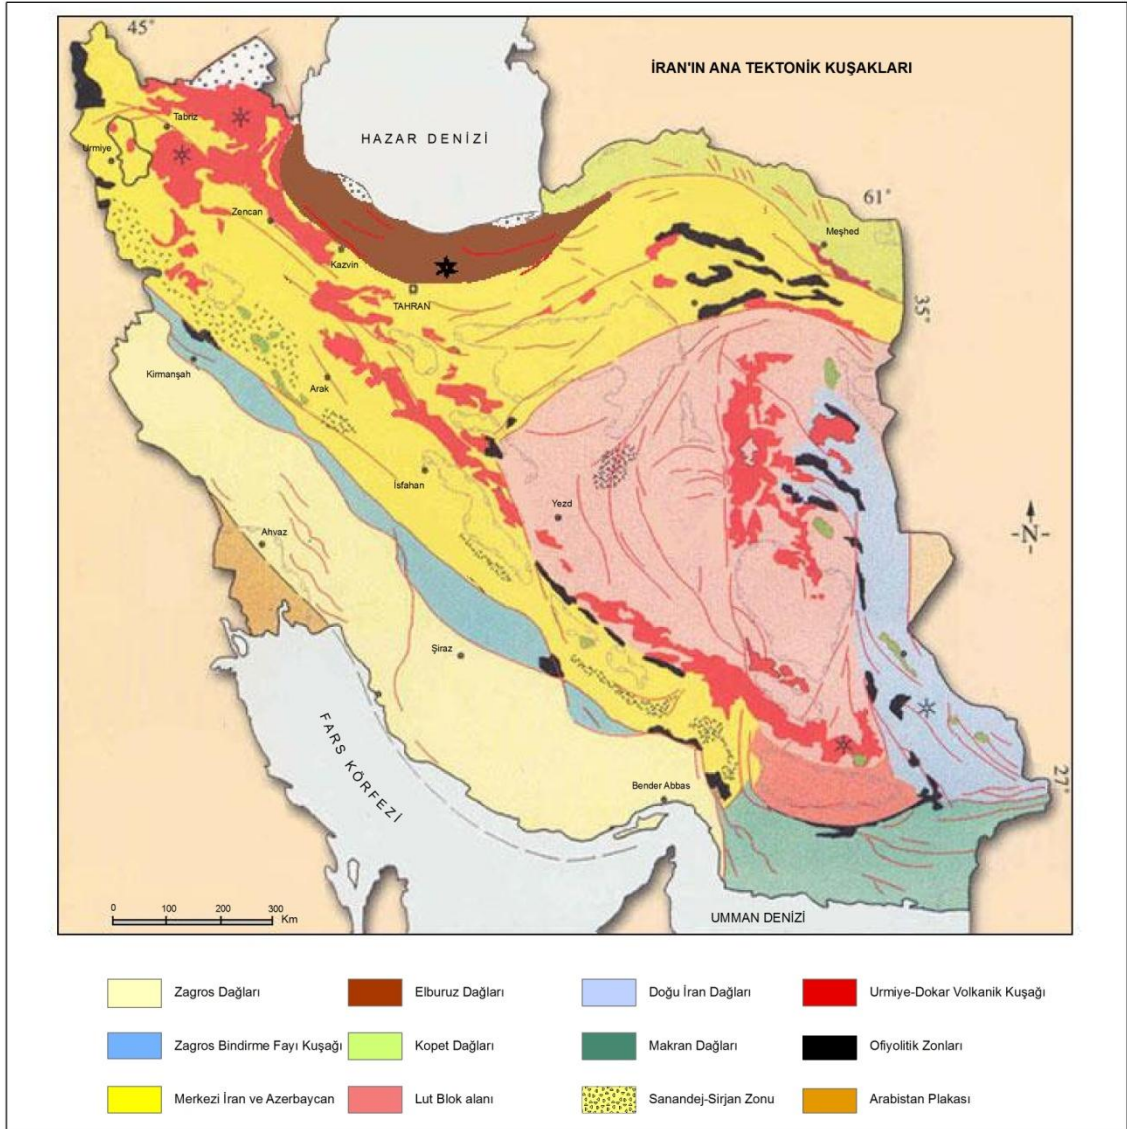 45°
İRAN'IN ANA TEKTONİK KUŞAKLARI
HAZAR DENİZİ
Tabriz
Urmiye
61°
Zencan
Meşhed
Kazvin
TAHRAN
35°
Kirmanşah
Arak
İsfahan
Yezd
Ahvaz
-N-
Şiraz
FARS KÖRFEZİ
Bender Abbas
27°
UMMAN DENİZİ
0 100 200 300
Km
Zagros Dağları
Elburuz Dağları
Doğu İran Dağları
Urmiye-Dokar Volkanik Kuşağı
Zagros Bindirme Fayı Kuşağı
Kopet Dağları
Makran Dağları
Ofiyolitik Zonları
Merkezi İran ve Azerbaycan
Lut Blok alanı
Sanandej-Sirjan Zonu
Arabistan Plakası